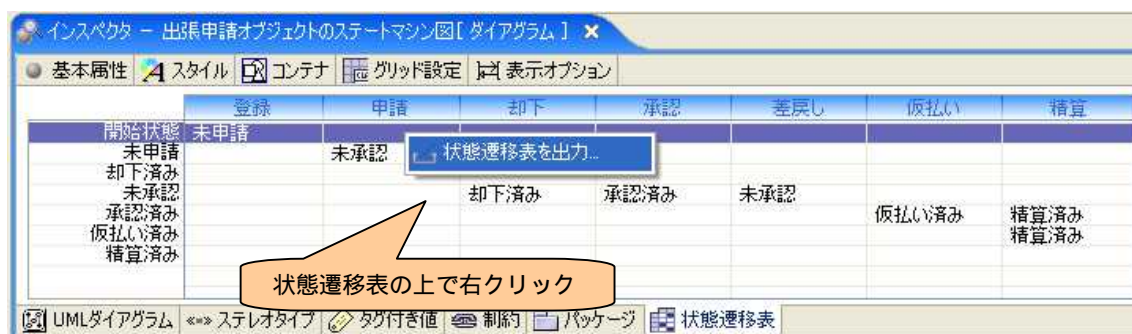 インスペクタ － 出張申請オブジェクトのステートマシン図[ ダイアグラム ]
基本属性 スタイル コンテナ グリッド設定 表示オプション
登録 申請 却下 承認 差戻し 仮払い 精算
開始状態 未申請
未申請 未承認
状態遷移表を出力...
却下済み
未承認 却下済み 承認済み 未承認
承認済み 仮払い済み 精算済み
仮払い済み 精算済み
精算済み
状態遷移表の上で右クリック
UMLダイアグラム ステレオタイプ タグ付き値 制約 パッケージ 状態遷移表